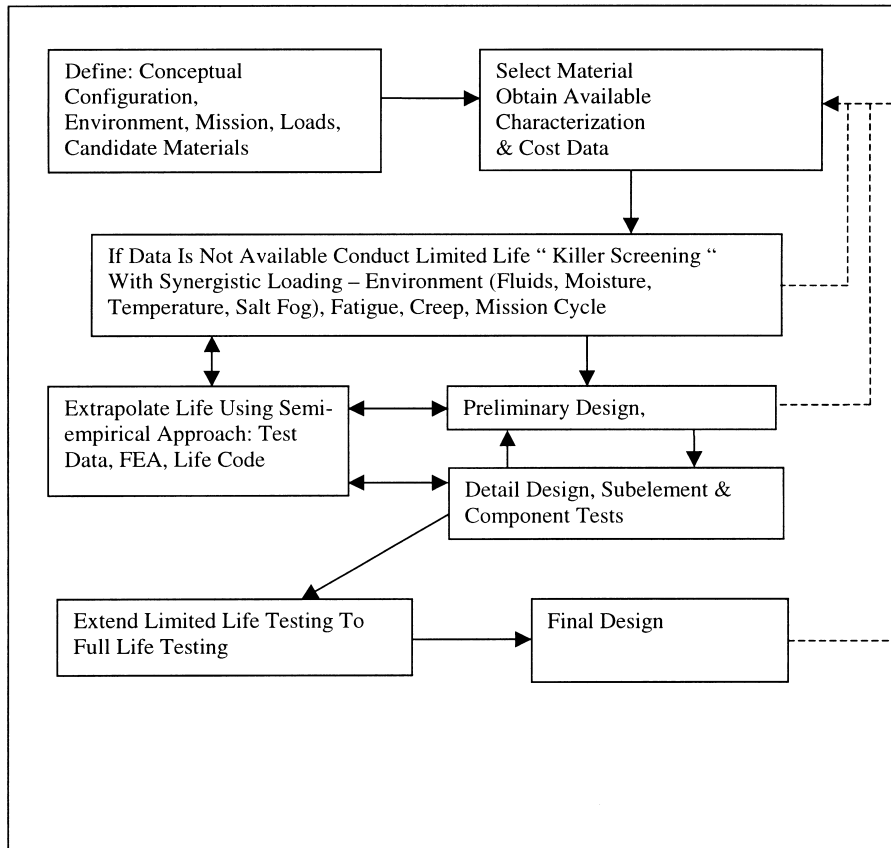 Define: Conceptual
Configuration,
Environment, Mission, Loads,
Candidate Materials
Select Material
Obtain Available
Characterization
& Cost Data
If Data Is Not Available Conduct Limited Life “ Killer Screening “
With Synergistic Loading – Environment (Fluids, Moisture,
Temperature, Salt Fog), Fatigue, Creep, Mission Cycle
Extrapolate Life Using Semi-
empirical Approach: Test
Data, FEA, Life Code
Preliminary Design,
Detail Design, Subelement &
Component Tests
Extend Limited Life Testing To
Full Life Testing
Final Design